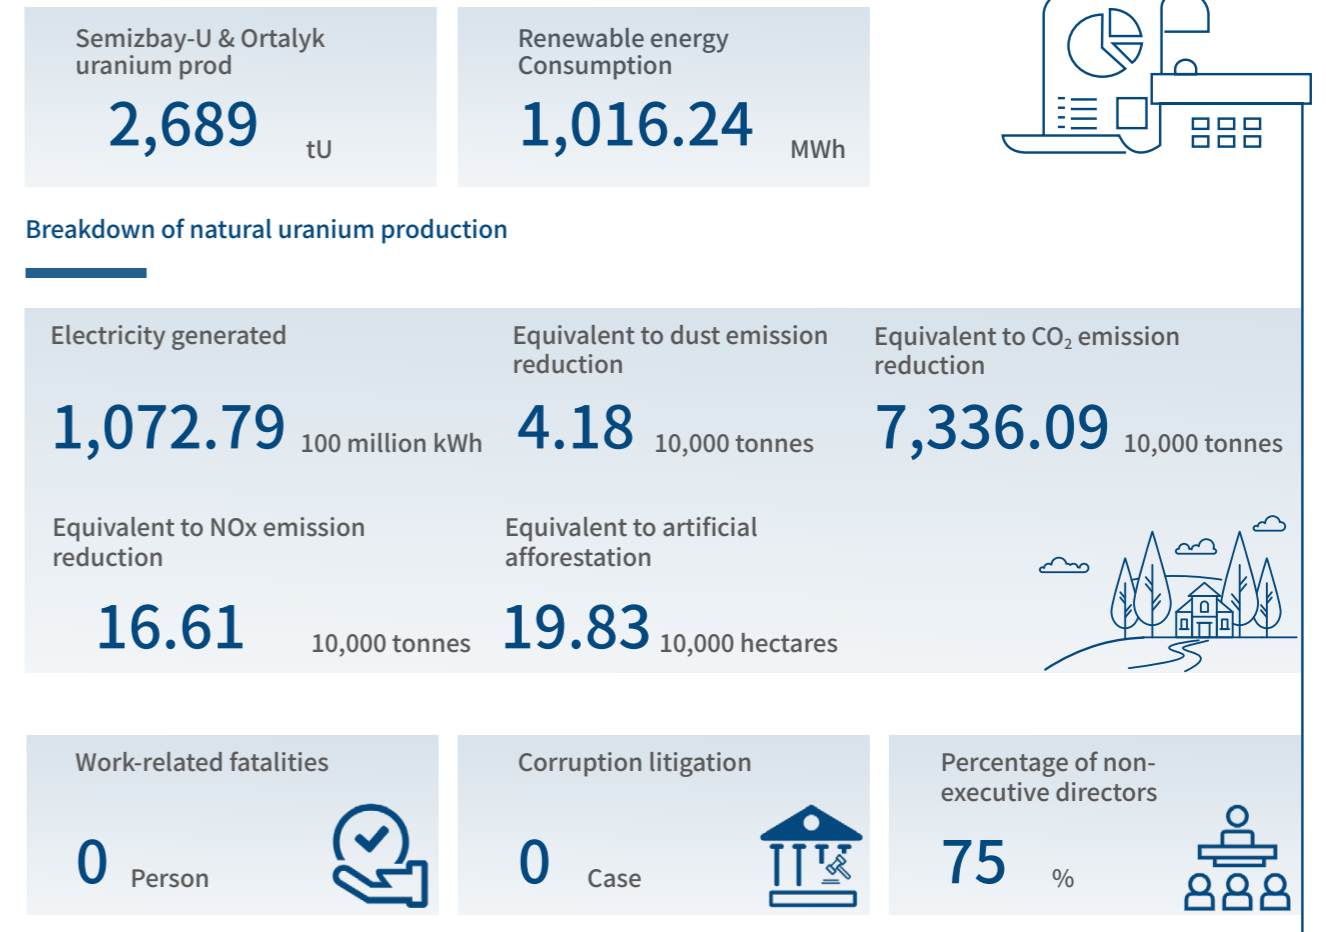 Semizbay-U & Ortalyk
uranium prod
2,689 tU
Renewable energy
Consumption
1,016.24 MWh
Breakdown of natural uranium production
Electricity generated
1,072.79 100 million kWh
Equivalent to dust emission
reduction
4.18 10,000 tonnes
Equivalent to CO₂ emission
reduction
7,336.09 10,000 tonnes
Equivalent to NOx emission
reduction
16.61 10,000 tonnes
Equivalent to artificial
afforestation
19.83 10,000 hectares
Work-related fatalities
0 Person
Corruption litigation
0 Case
Percentage of non-
executive directors
75 %